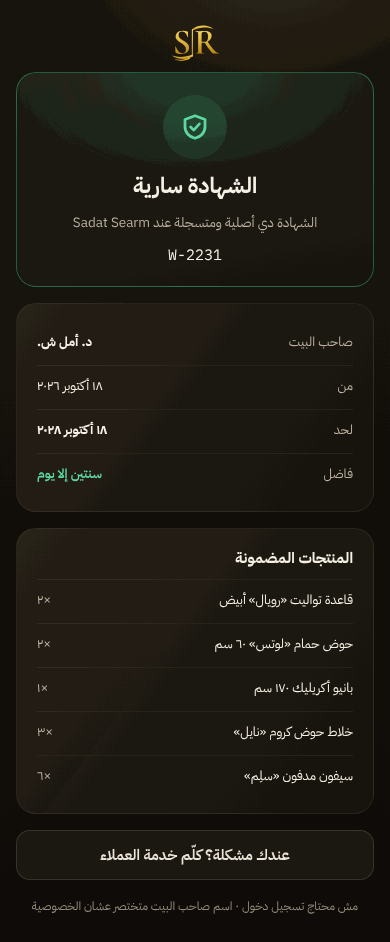 SR
الشهادة سارية
الشهادة دي أصلية ومتسجلة عند Sadat Searm
W-2231
صاحب البيت د. أمل ش.
من ١٨ أكتوبر ٢٠٢٦
لحد ١٨ أكتوبر ٢٠٢٨
فاضل سنتين إلا يوم
المنتجات المضمونة
قاعدة تواليت «رويال» أبيض ×٢
حوض حمام «لوتس» ٦٠ سم ×٢
بانيو أكريليك ١٧٠ سم ×١
خلاط حوض كروم «نايل» ×٣
سيفون مدفون «سليم» ×٦
عندك مشكلة؟ كلّم خدمة العملاء
مش محتاج تسجيل دخول · اسم صاحب البيت متختصر عشان الخصوصية